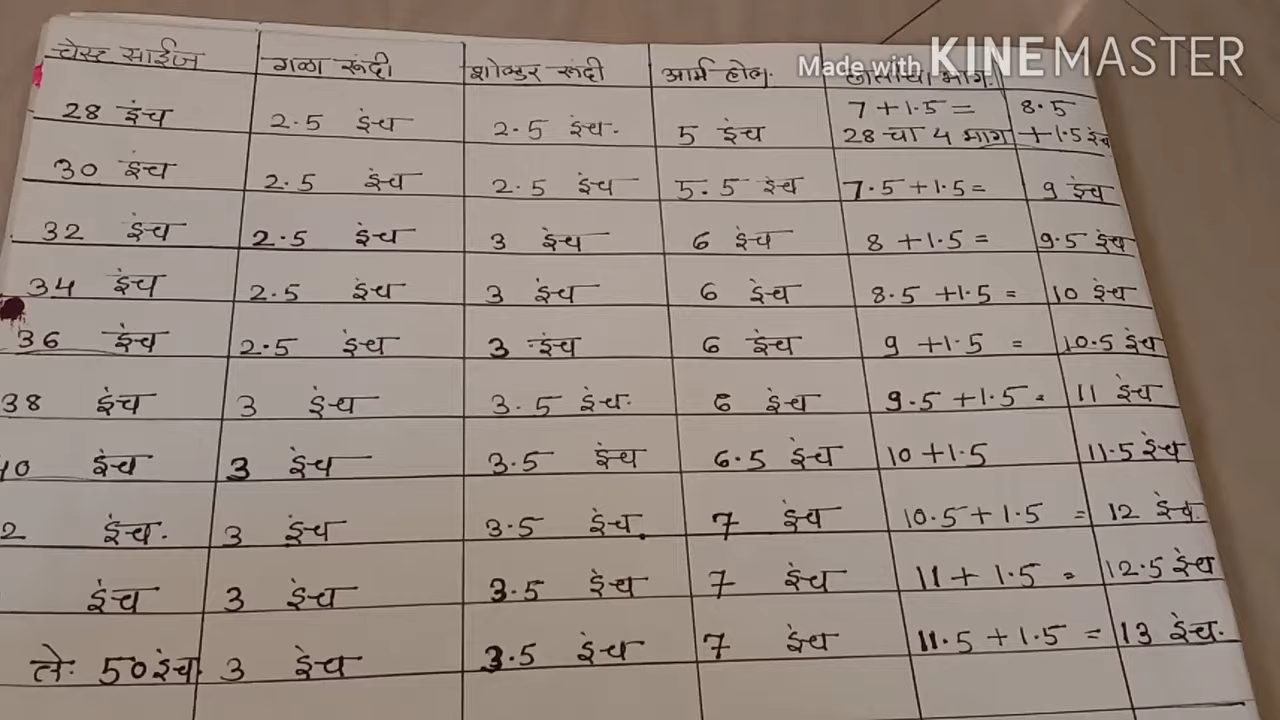 Made with KINEMASTER
चेस्ट साईज गळा रूंदी शोल्डर रूंदी आर्म होल. भाग.
28 इंच 2.5 इंच 2.5 इंच. 5 इंच 7 + 1.5 = 8.5
28 चा 4 भाग + 1.5 इंच
30 इंच 2.5 इंच 2.5 इंच 5.5 इंच 7.5 + 1.5 = 9 इंच
32 इंच 2.5 इंच 3 इंच 6 इंच 8 + 1.5 = 9.5 इंच
34 इंच 2.5 इंच 3 इंच 6 इंच 8.5 + 1.5 = 10 इंच
36 इंच 2.5 इंच 3 इंच 6 इंच 9 + 1.5 = 10.5 इंच
38 इंच 3 इंच 3.5 इंच. 6 इंच 9.5 + 1.5 = 11 इंच
इंच 3 इंच 3.5 इंच 6.5 इंच 10 + 1.5 11.5 इंच
2 इंच. 3 इंच 3.5 इंच. 7 इंच 10.5 + 1.5 = 12 इंच.
इंच 3 इंच 3.5 इंच 7 इंच 11 + 1.5 = 12.5 इंच
ते 50 इंच 3 इंच 3.5 इंच 7 इंच 11.5 + 1.5 = 13 इंच.